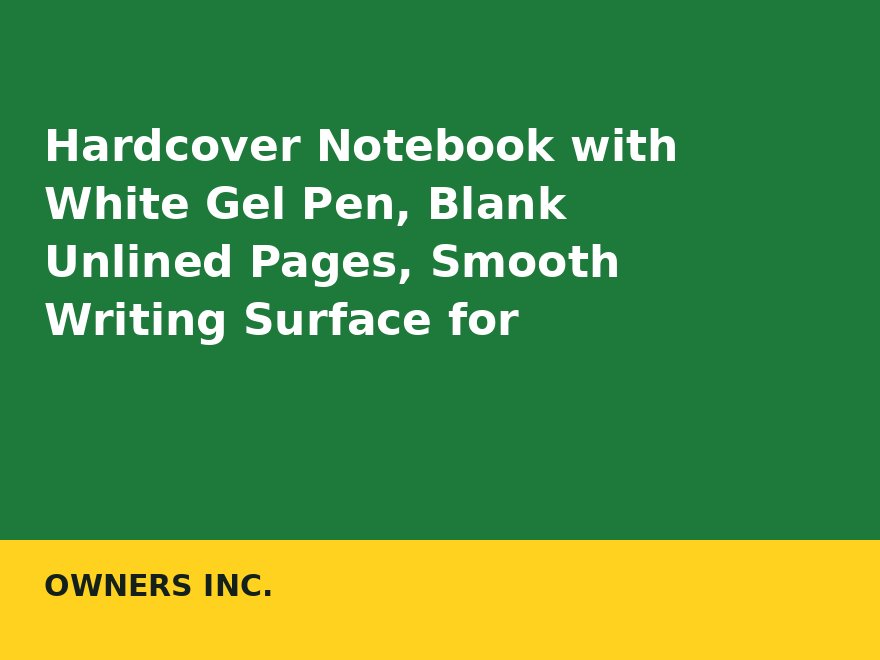 Hardcover Notebook with
White Gel Pen, Blank
Unlined Pages, Smooth
Writing Surface for
OWNERS INC.